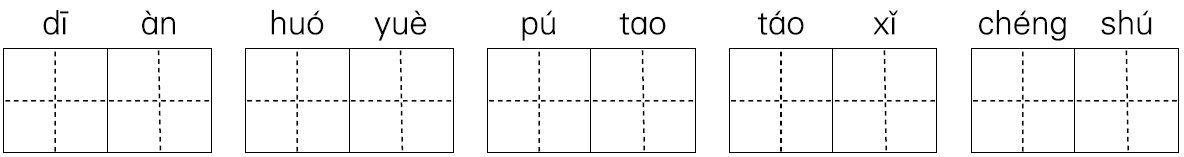 dī àn huó yuè pú tao táo xǐ chéng shú